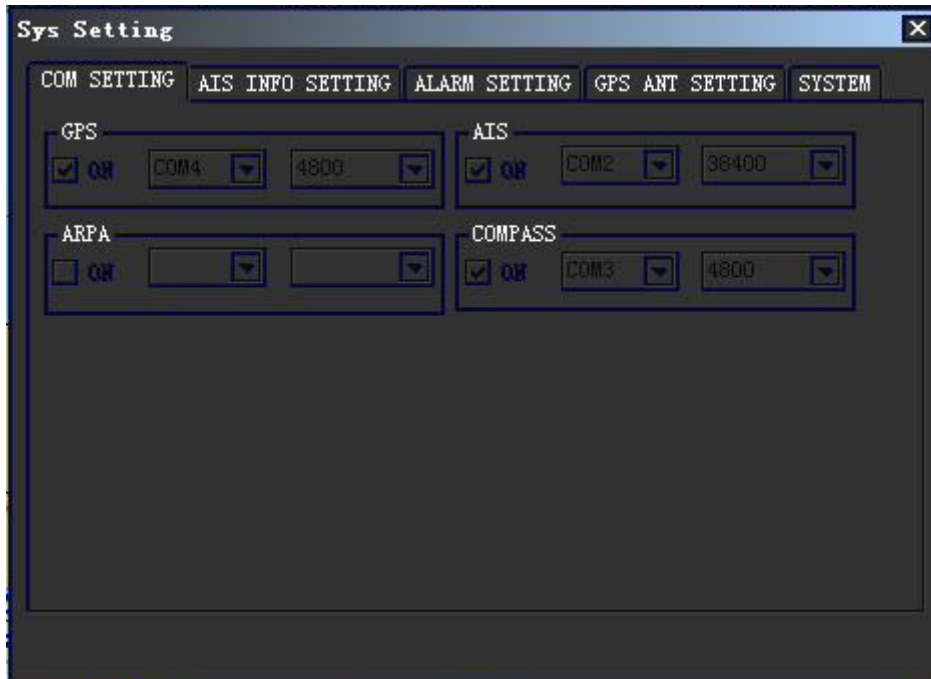 Sys Setting
COM SETTING AIS INFO SETTING ALARM SETTING GPS ANT SETTING SYSTEM
GPS AIS
ON COM4 4800 ON COM2 38400
ARPA COMPASS
ON ON COM3 4800